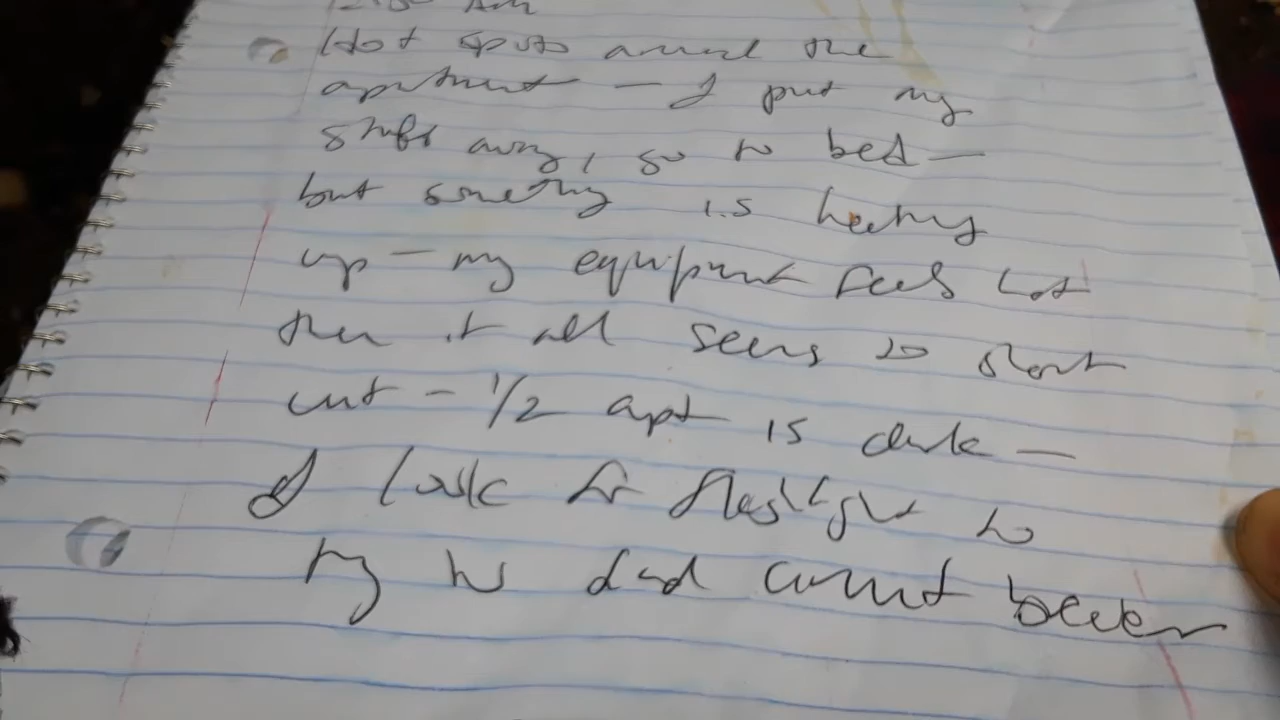 Hot spots around the
apartment — I put my
stuff away, go to bed —
but something is heating
up — my equipment feels hot
then it all seems to short
out — 1/2 apt is dark —
I look for flashlight to
try to find circuit breaker